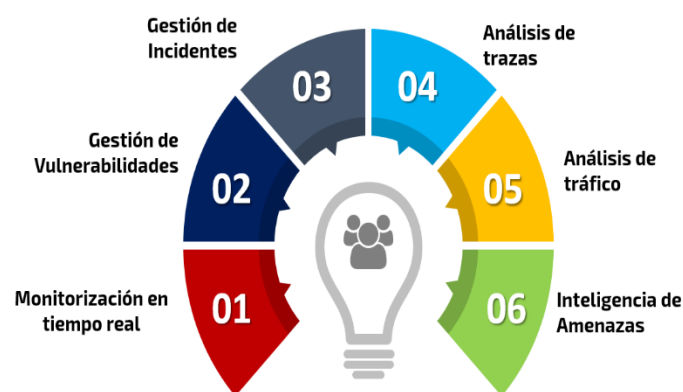 01
Monitorización en
tiempo real
02
Gestión de
Vulnerabilidades
03
Gestión de
Incidentes
04
Análisis de
trazas
05
Análisis de
tráfico
06
Inteligencia de
Amenazas